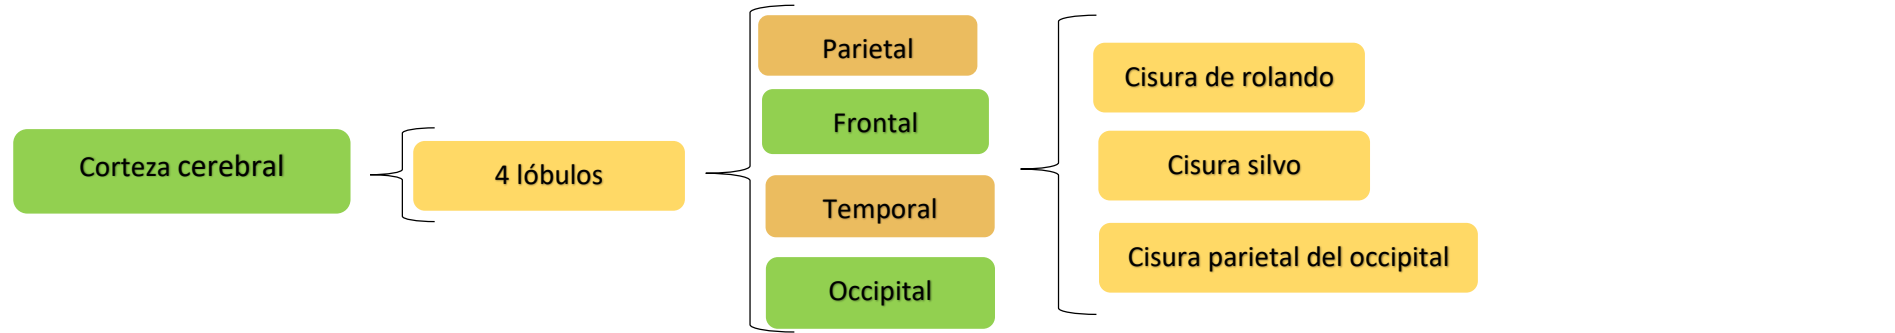 Corteza cerebral
4 lóbulos
Parietal
Frontal
Temporal
Occipital
Cisura de rolando
Cisura silvo
Cisura parietal del occipital